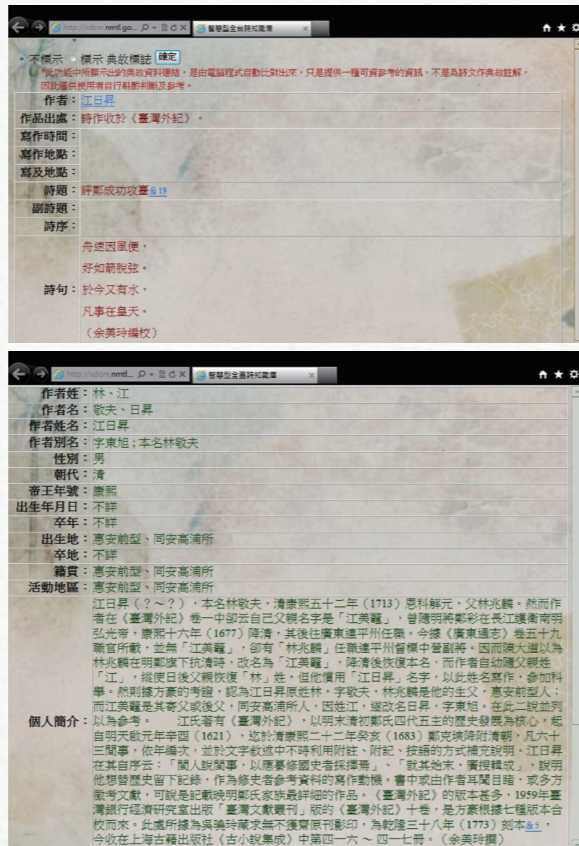 http://xdcm.nmtl.go...
智慧型全台詩知識庫
不標示 標示 典故標誌 確定
*此功能中所顯示出的典故資料連結，是由電腦程式自動比對出來，只是提供一種可資參考的資訊，不是為詩文作典故註解，
因此僅供使用者自行斟酌判斷及參考。
作者：江日昇
作品出處：詩作收於《臺灣外記》。
寫作時間：
寫作地點：
寫及地點：
詩題：評鄭成功攻臺&19
副詩題：
詩序：
舟速因風便，
好如箭脫弦。
詩句：於今又有水，
凡事在皇天。
（余美玲編校）
http://xdcm.nmtl...
智慧型全臺詩知識庫
作者姓：林、江
作者名：敬夫、日昇
作者姓名：江日昇
作者別名：字東旭；本名林敬夫
性別：男
朝代：清
帝王年號：康熙
出生年月日：不詳
卒年：不詳
出生地：惠安前型、同安高浦所
卒地：不詳
籍貫：惠安前型、同安高浦所
活動地區：惠安前型、同安高浦所
江日昇（？～？），本名林敬夫，清康熙五十二年（1713）恩科解元，父林兆麟。然而作
者在《臺灣外記》卷一中卻云自己父親名字是「江美鼇」，曾隨明將鄭彩在長江護衛南明
弘光帝，康熙十六年（1677）降清，其後往廣東連平州任職。今據《廣東通志》卷五十九
職官所載，並無「江美鼇」，卻有「林兆麟」任職連平州督標中營副將。因而陳大道以為
林兆麟在明鄭旗下抗清時，改名為「江美鼇」，降清後恢復本名，而作者自幼隨父親姓
「江」，縱使日後父親恢復「林」姓，但他慣用「江日昇」名字，以此姓名寫作，參加科
舉。然則據方豪的考證，認為江日昇原姓林，字敬夫，林兆麟是他的生父，惠安前型人；
而江美鼇是其寄父或後父，同安高浦所人，因姓江，遂改名日昇，字東旭。在此二說並列
個人簡介：以為參考。 江氏著有《臺灣外記》，以明末清初鄭氏四代五主的歷史發展為核心，起
自明天啟元年辛酉（1621），迄於清康熙二十二年癸亥（1683）鄭克塽降附清朝，凡六十
三間事，依年編次，並於文字敘述中不時利用附註、附記、按語的方式補充說明。江日昇
在其自序云：「閩人說閩事，以應纂修國史者採擇焉」、「就其始末，廣搜輯成」，說明
他想替歷史留下記錄，作為修史者參考資料的寫作動機。書中或由作者耳聞目睹，或多方
徵考文獻，可說是記載晚明鄭氏家族最詳細的作品。《臺灣外記》的版本甚多，1959年臺
灣銀行經濟研究室出版「臺灣文獻叢刊」版的《臺灣外記》十卷，是方豪根據七種版本合
校而來。此處所據為吳曉玲藏求無不獲齋原刊影印，為乾隆三十八年（1773）刻本&5，
今收在上海古籍出版社《古小說集成》中第四一六 ～ 四一七冊。（余美玲撰）